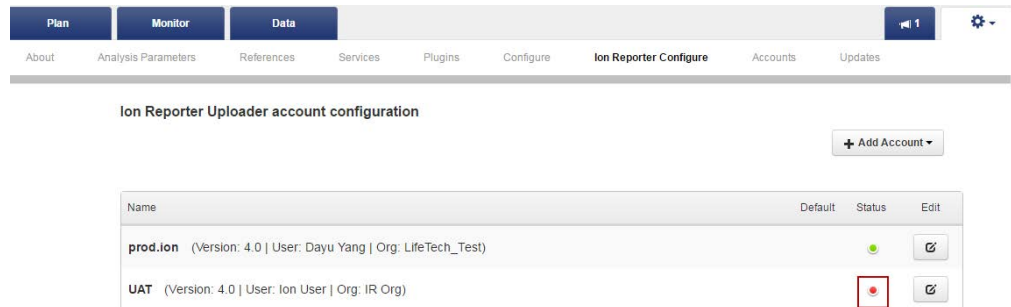 Plan Monitor Data 1
About Analysis Parameters References Services Plugins Configure Ion Reporter Configure Accounts Updates
Ion Reporter Uploader account configuration
+ Add Account
Name Default Status Edit
prod.ion (Version: 4.0 | User: Dayu Yang | Org: LifeTech_Test)
UAT (Version: 4.0 | User: Ion User | Org: IR Org)